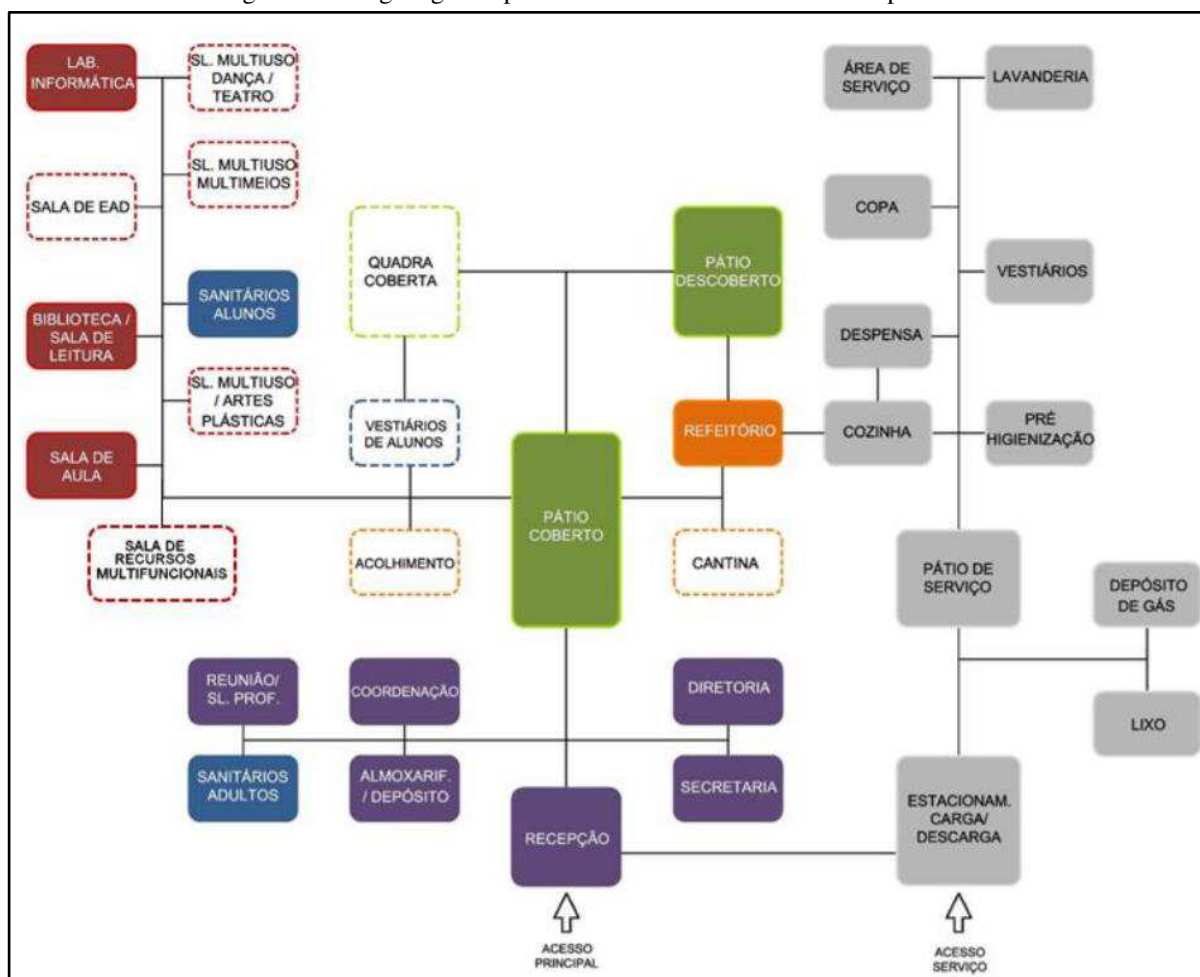 LAB.
INFORMÁTICA
SL. MULTIUSO
DANÇA /
TEATRO
SL. MULTIUSO
MULTIMEIOS
SALA DE EAD
SANITÁRIOS
ALUNOS
BIBLIOTECA /
SALA DE
LEITURA
SL. MULTIUSO
/ ARTES
PLÁSTICAS
SALA DE
AULA
SALA DE
RECURSOS
MULTIFUNCIONAIS
QUADRA
COBERTA
PÁTIO
DESCOBERTO
VESTIÁRIOS
DE ALUNOS
REFEITÓRIO
PÁTIO
COBERTO
ACOLHIMENTO
CANTINA
ÁREA DE
SERVIÇO
LAVANDERIA
COPA
VESTIÁRIOS
DESPENSA
COZINHA
PRÉ
HIGIENIZAÇÃO
PÁTIO DE
SERVIÇO
DEPÓSITO
DE GÁS
LIXO
REUNIÃO/
SL. PROF.
COORDENAÇÃO
DIRETORIA
SANITÁRIOS
ADULTOS
ALMOXARIF.
/ DEPÓSITO
SECRETARIA
RECEPÇÃO
ESTACIONAM.
CARGA/
DESCARGA
ACESSO
PRINCIPAL
ACESSO
SERVIÇO